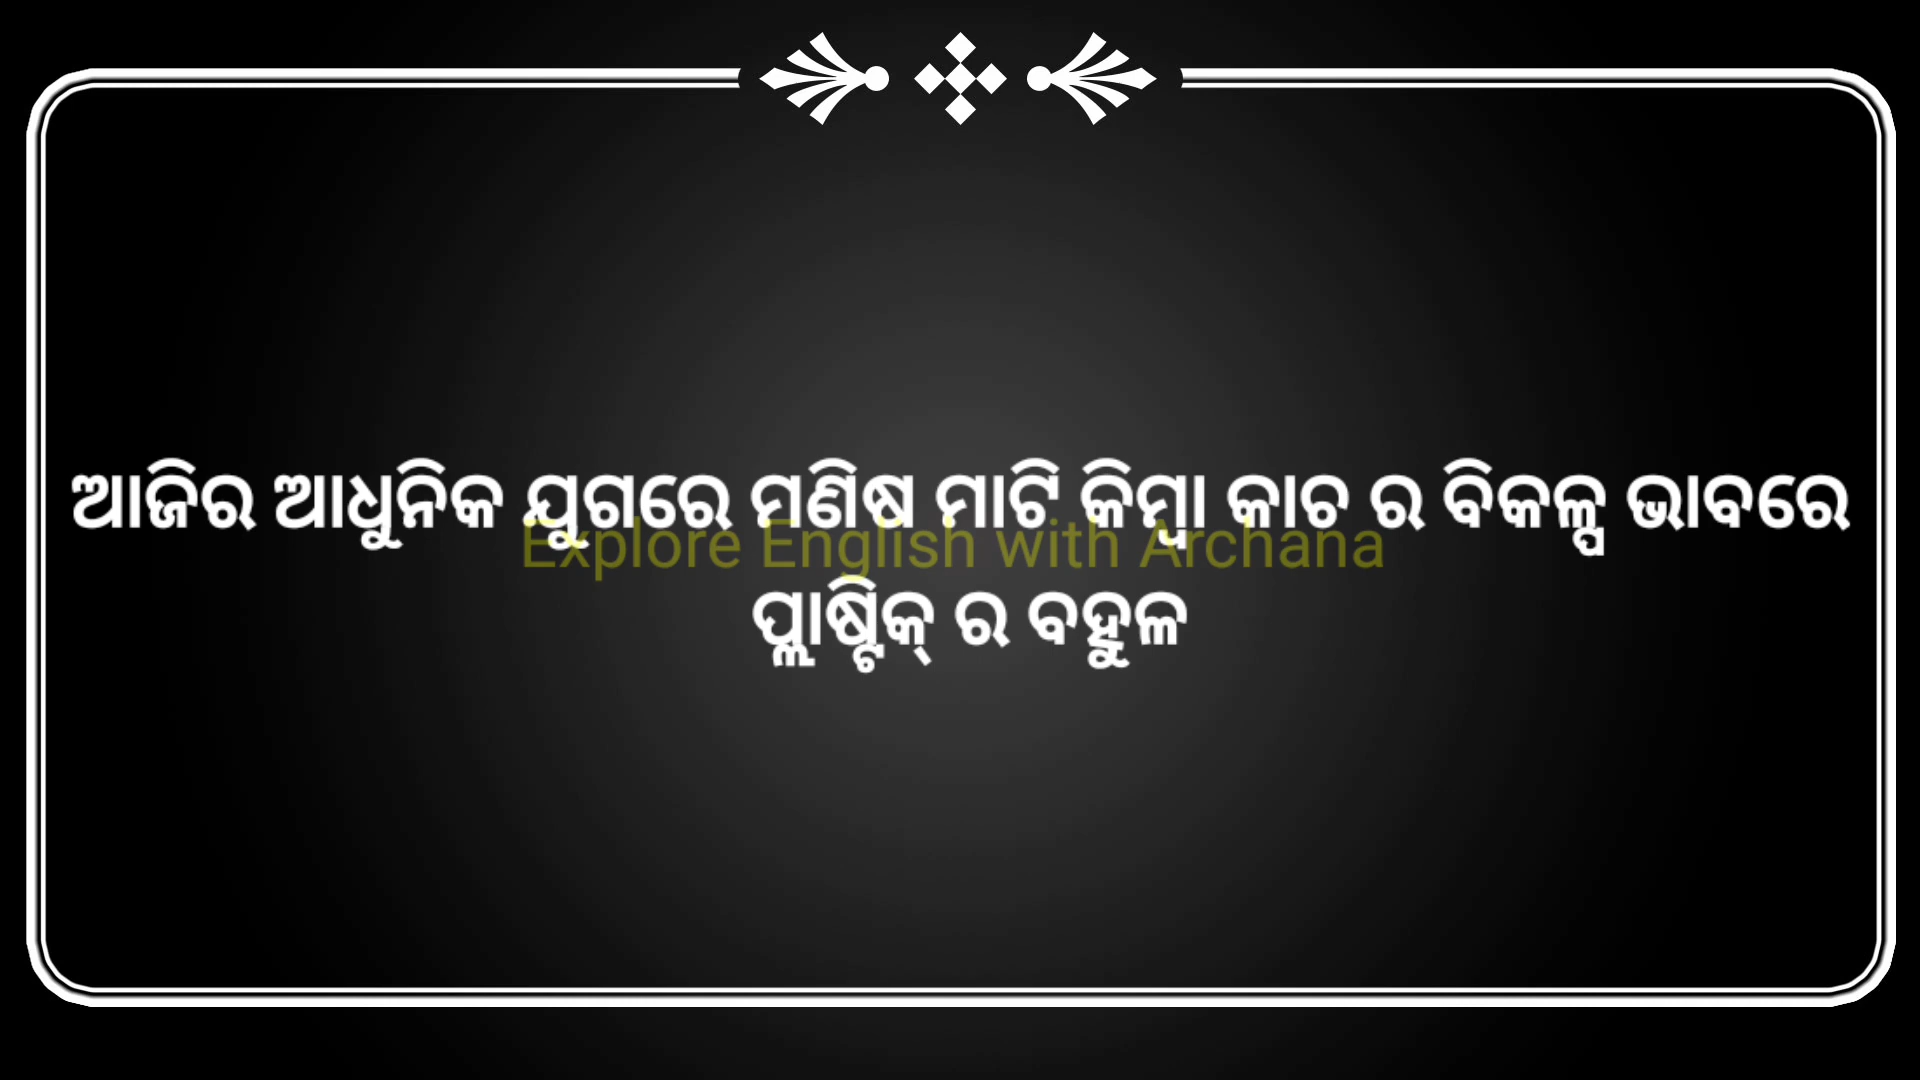 ଆଜିର ଆଧୁନିକ ଯୁଗରେ ମଣିଷ ମାଟି କିମ୍ବା କାଚ ର ବିକଳ୍ପ ଭାବରେ
Explore English with Archana
ପ୍ଲାଷ୍ଟିକ୍ ର ବହୁଳ